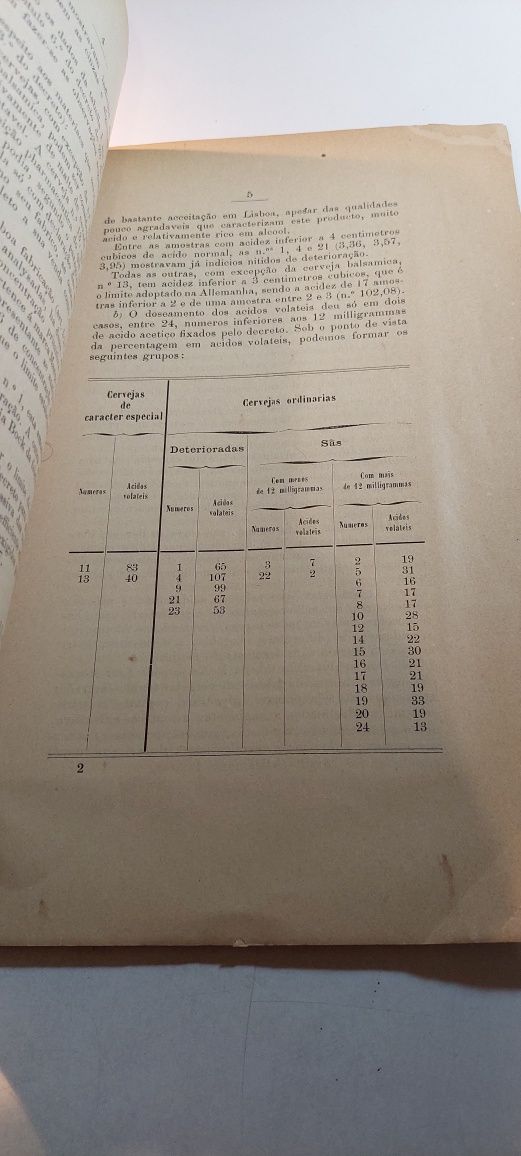 5
de bastante acceitação em Lisboa, apesar das qualidades
pouco agradaveis que caracterizam este producto, muito
acido e relativamente rico em alcool.
Entre as amostras com acidez inferior a 4 centimetros
cubicos de acido normal, as n.os 1, 4 e 21 (3,36, 3,57,
3,95) mostravam já indicios nitidos de deterioração.
Todas as outras, com excepção da cerveja balsamica,
n.º 13, tem acidez inferior a 3 centimetros cubicos, que é
o limite adoptado na Allemanha, sendo a acidez de 17 amos-
tras inferior a 2 e de uma amostra entre 2 e 3 (n.º 102,08).
b) O doseamento dos acidos volateis deu só em dois
casos, entre 24, numeros inferiores aos 12 milligrammas
de acido acetico fixados pelo decreto. Sob o ponto de vista
da percentagem em acidos volateis, podemos formar os
seguintes grupos:
Cervejas
de
caracter especial
Cervejas ordinarias
Deterioradas
Sãs
Com menos
de 12 milligrammas
Com mais
de 12 milligrammas
Numeros
Acidos
volateis
Numeros
Acidos
volateis
Numeros
Acidos
volateis
Numeros
Acidos
volateis
11 83 1 65 3 7 2 19
13 40 4 107 22 2 5 31
9 99 6 16
21 67 7 17
23 53 8 17
10 28
12 15
14 22
15 30
16 21
17 21
18 19
19 33
20 19
24 13
2